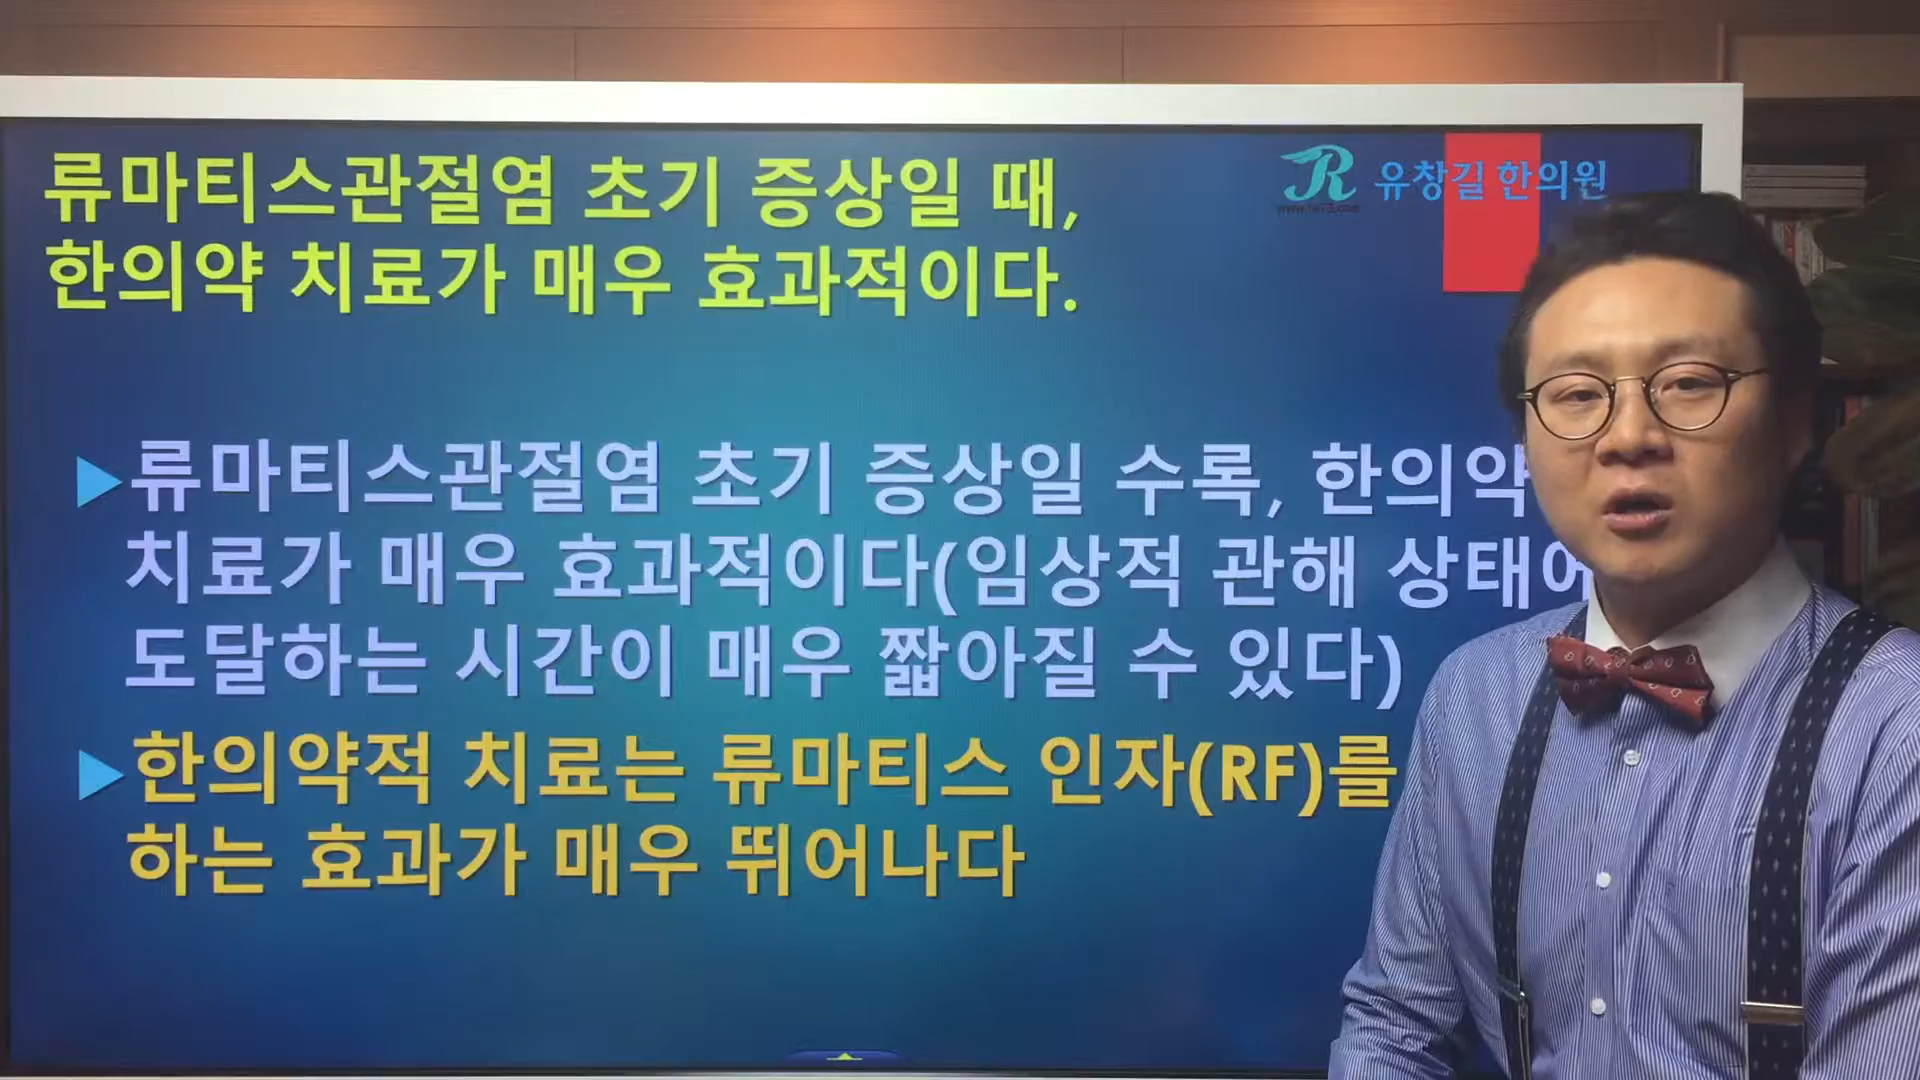 류마티스관절염 초기 증상일 때,
한의약 치료가 매우 효과적이다.
유창길 한의원
▶류마티스관절염 초기 증상일 수록, 한의약
치료가 매우 효과적이다(임상적 관해 상태에
도달하는 시간이 매우 짧아질 수 있다)
▶한의약적 치료는 류마티스 인자(RF)를
하는 효과가 매우 뛰어나다